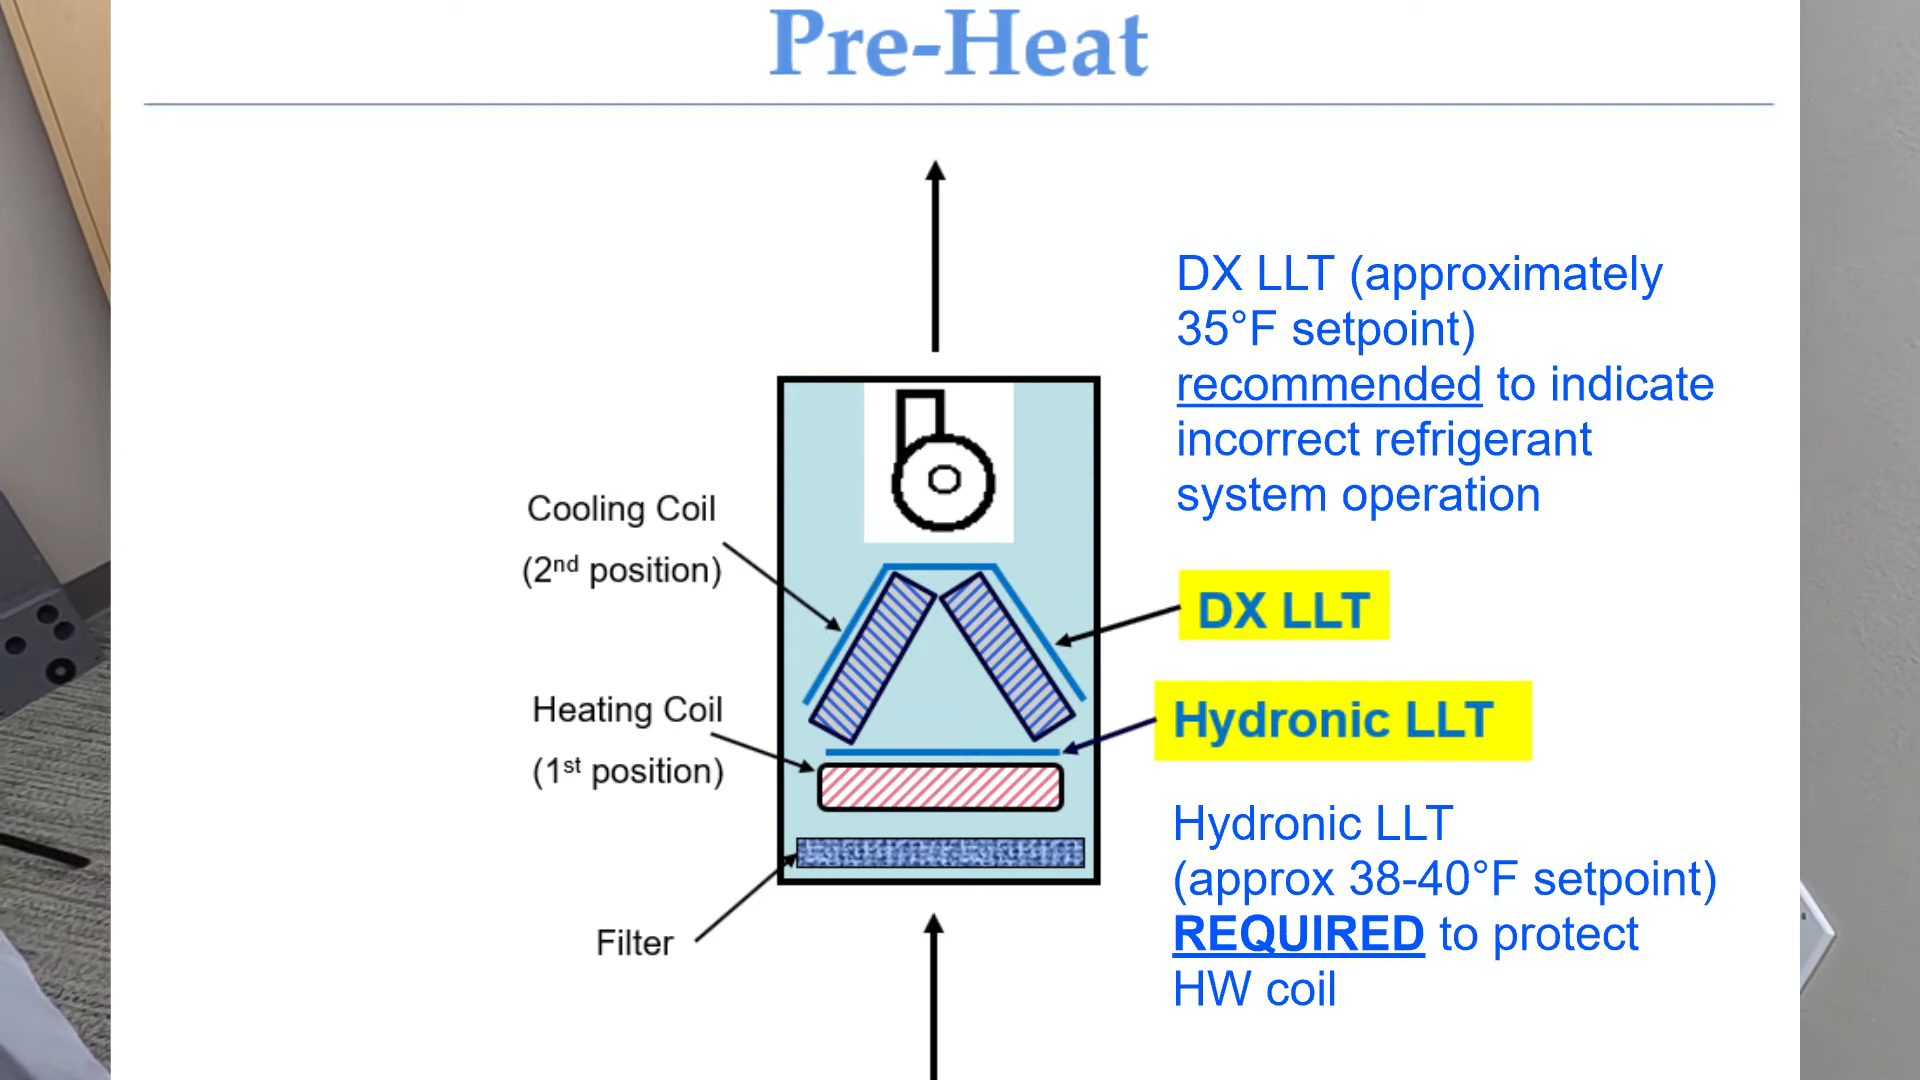 Pre-Heat
DX LLT (approximately
35°F setpoint)
recommended to indicate
incorrect refrigerant
system operation
Cooling Coil
(2nd position)
DX LLT
Heating Coil
(1st position)
Hydronic LLT
Filter
Hydronic LLT
(approx 38-40°F setpoint)
REQUIRED to protect
HW coil